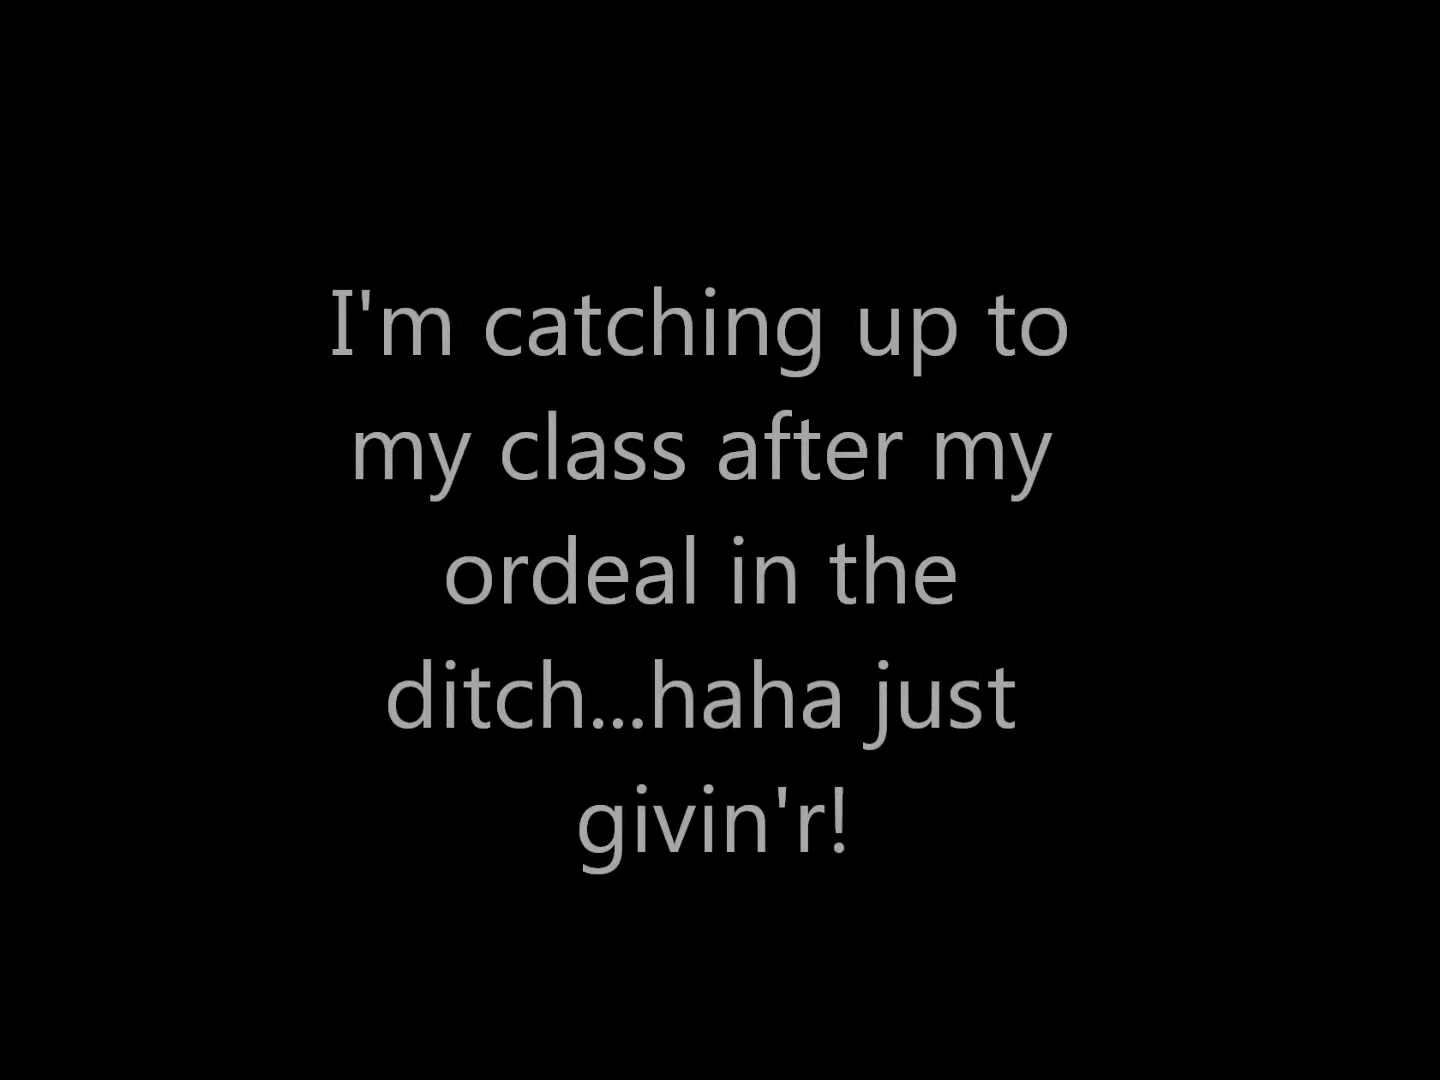 I'm catching up to
my class after my
ordeal in the
ditch...haha just
givin'r!